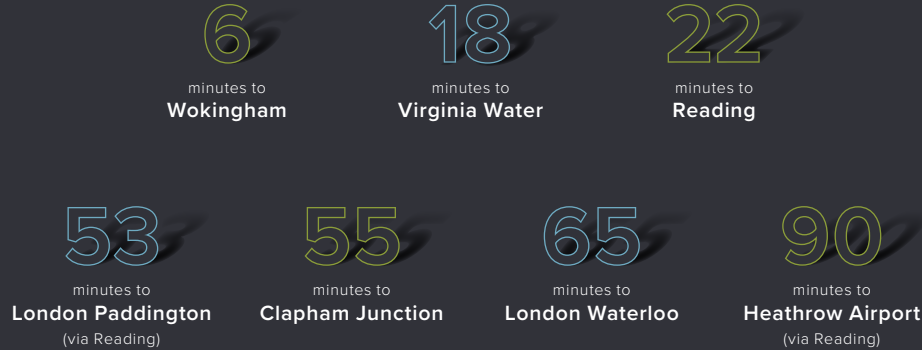 6
minutes to
Wokingham
18
minutes to
Virginia Water
22
minutes to
Reading
53
minutes to
London Paddington
(via Reading)
55
minutes to
Clapham Junction
65
minutes to
London Waterloo
90
minutes to
Heathrow Airport
(via Reading)